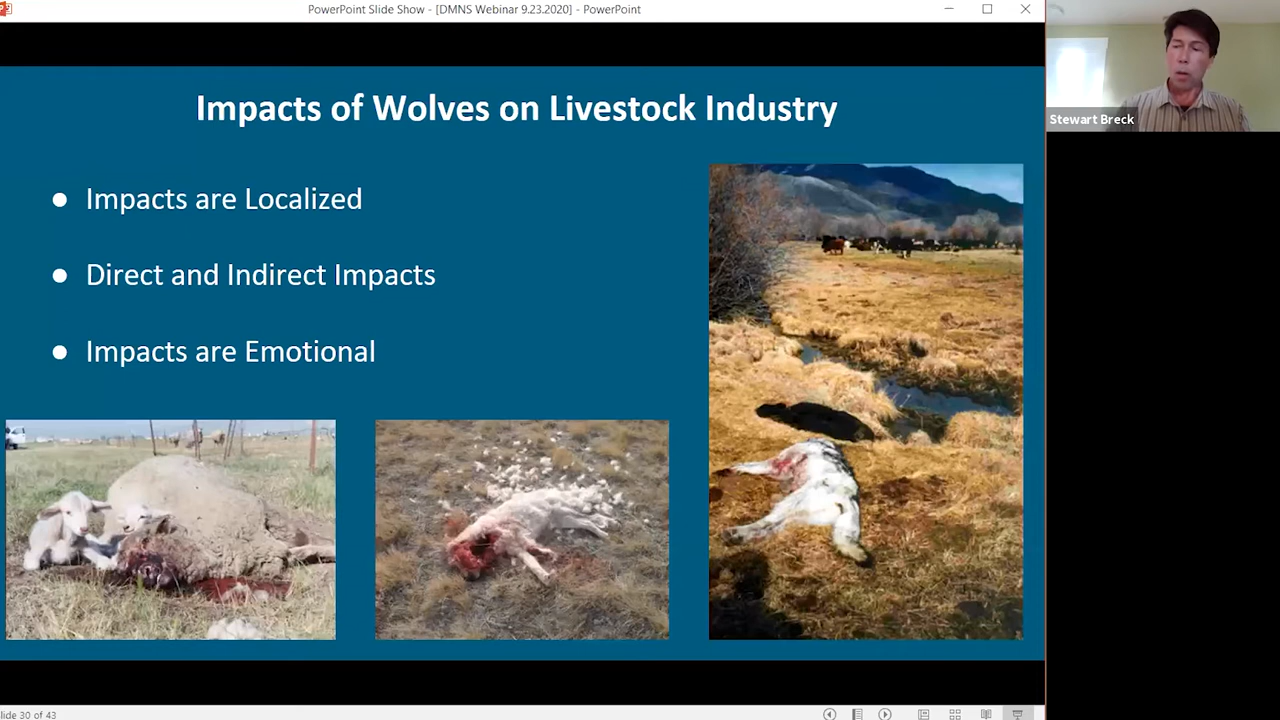 PowerPoint Slide Show - [DMNS Webinar 9.23.2020] - PowerPoint
Impacts of Wolves on Livestock Industry
● Impacts are Localized
● Direct and Indirect Impacts
● Impacts are Emotional
Stewart Breck
lide 30 of 43